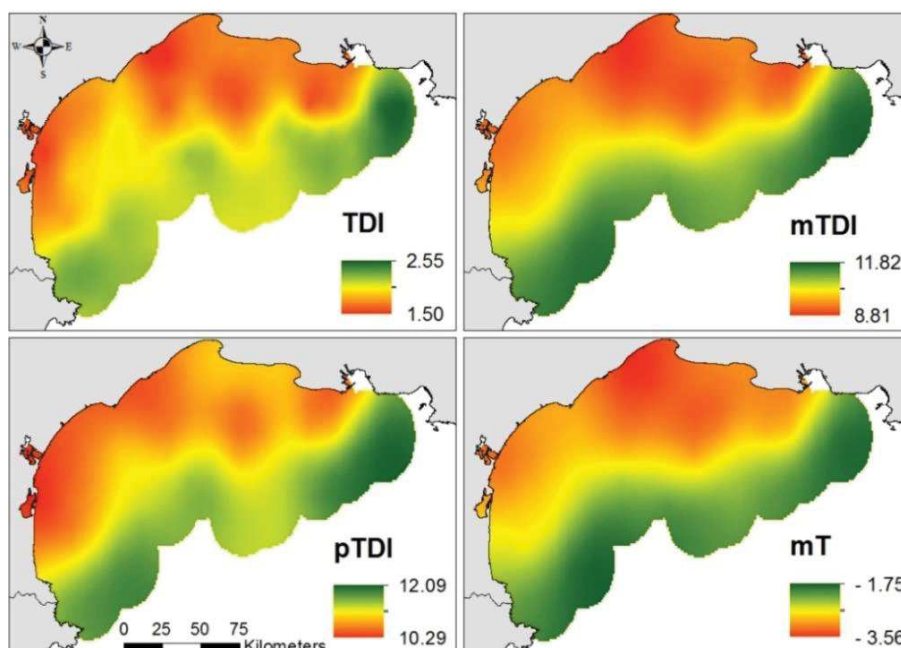 N
W E
S
TDI
2.55
1.50
mTDI
11.82
8.81
pTDI
12.09
10.29
0 25 50 75
Kilometers
mT
- 1.75
- 3.56